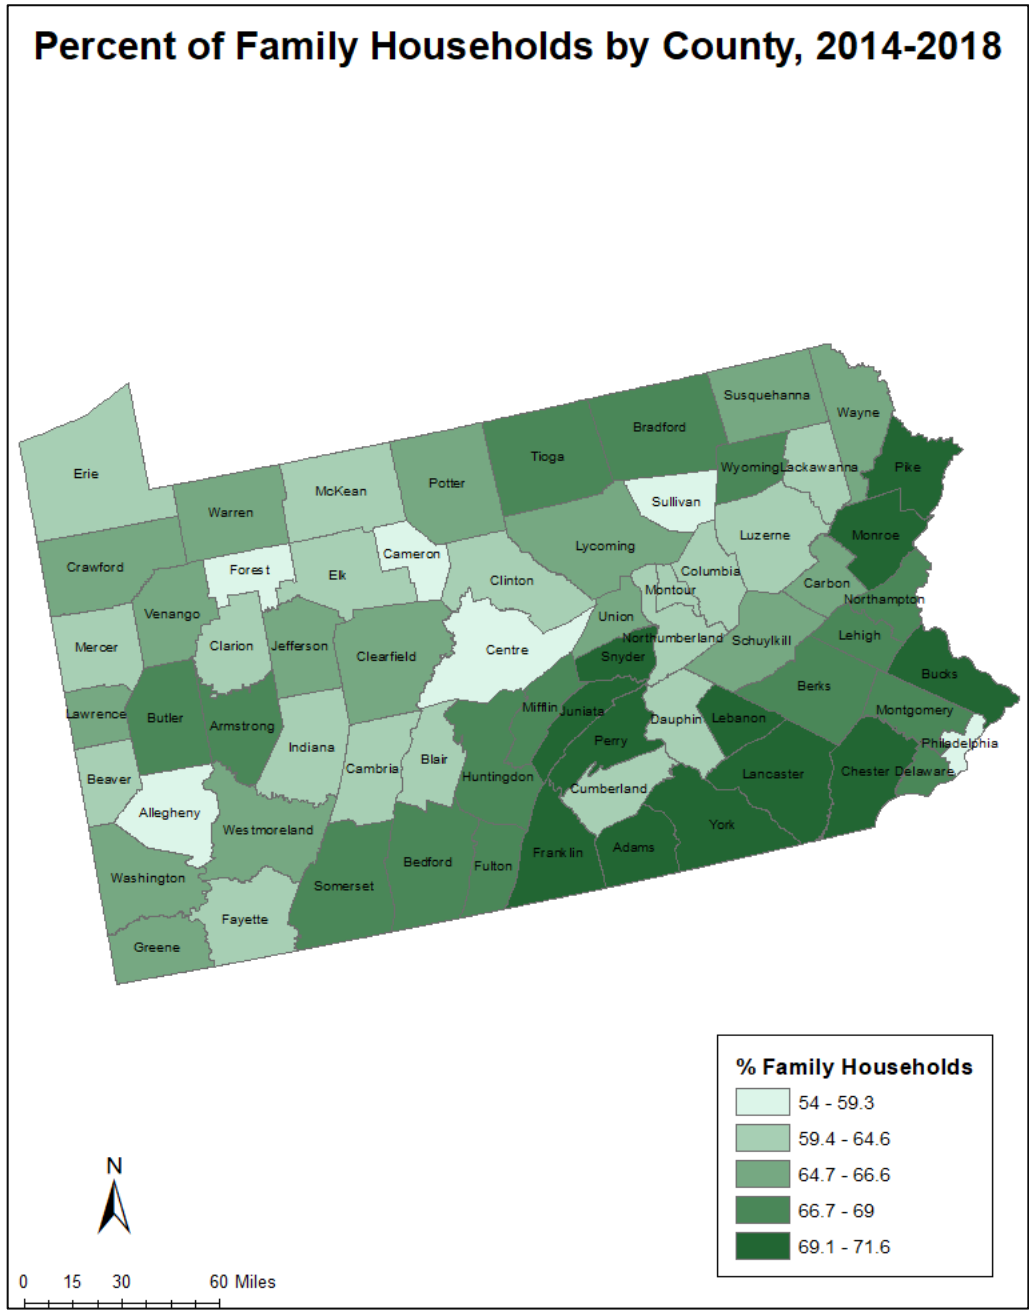 Percent of Family Households by County, 2014-2018
Susquehanna
Wayne
Bradford
Tioga
Wyoming
Lackawanna
Pike
Erie
Potter
McKean
Sullivan
Warren
Luzerne
Monroe
Lycoming
Cameron
Crawford
Forest
Elk
Columbia
Clinton
Carbon
Montour
Northampton
Venango
Union
Northumberland
Lehigh
Schuylkill
Mercer
Clarion
Jefferson
Centre
Clearfield
Snyder
Bucks
Berks
Lawrence
Butler
Armstrong
Mifflin
Juniata
Montgomery
Dauphin
Lebanon
Perry
Philadelphia
Indiana
Blair
Cambria
Huntingdon
Beaver
Lancaster
Chester
Delaware
Cumberland
Allegheny
Westmoreland
York
Adams
Franklin
Bedford
Fulton
Washington
Somerset
Fayette
Greene
% Family Households
54 - 59.3
59.4 - 64.6
64.7 - 66.6
66.7 - 69
69.1 - 71.6
N
0 15 30 60 Miles